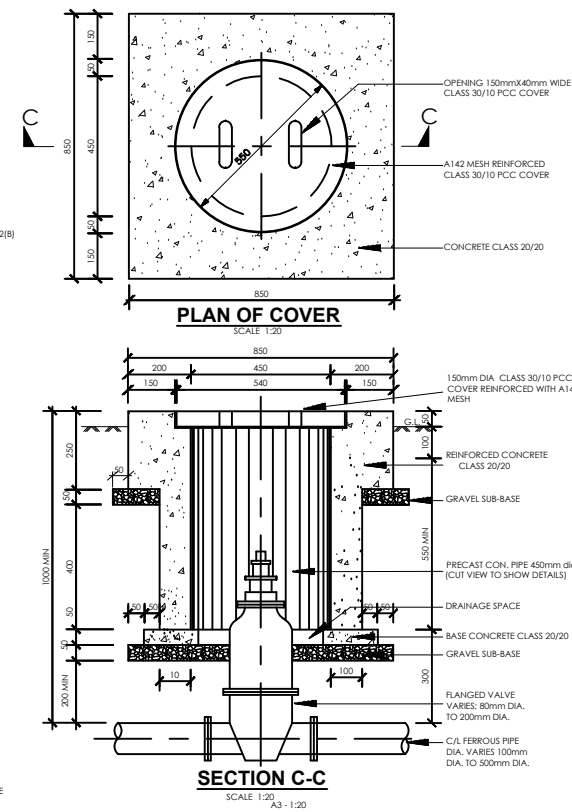 150
50
450
50
150
850
C
C
550
OPENING 150mmX40mm WIDE
CLASS 30/10 PCC COVER
A142 MESH REINFORCED
CLASS 30/10 PCC COVER
2(B)
CONCRETE CLASS 20/20
850
PLAN OF COVER
SCALE 1:20
850
200
450
200
150
540
150
150mm DIA CLASS 30/10 PCC
COVER REINFORCED WITH A14
MESH
G.L.
50
100
250
REINFORCED CONCRETE
CLASS 20/20
50
50
GRAVEL SUB-BASE
1000 MIN
400
550 MIN
PRECAST CON. PIPE 450mm dia
(CUT VIEW TO SHOW DETAILS)
50
50
50
50
50
DRAINAGE SPACE
BASE CONCRETE CLASS 20/20
50
GRAVEL SUB-BASE
200 MIN
10
100
300
FLANGED VALVE
VARIES: 80mm DIA.
TO 200mm DIA.
C/L FERROUS PIPE
DIA. VARIES 100mm
DIA. TO 500mm DIA.
SECTION C-C
SCALE 1:20
A3 - 1:20
E